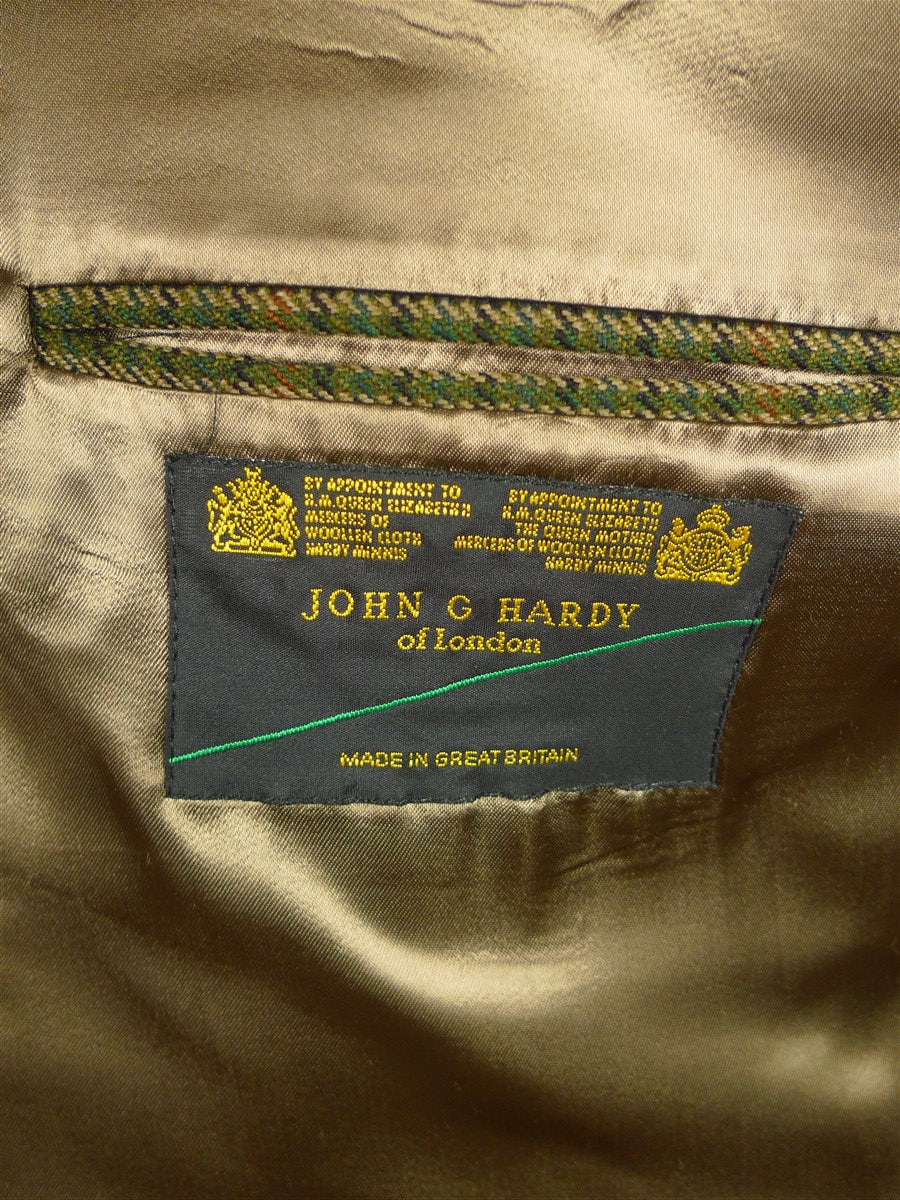 BY APPOINTMENT TO
H.M. QUEEN ELIZABETH II
MERCERS OF
WOOLLEN CLOTH
HARDY MINNIS
BY APPOINTMENT TO
H.M. QUEEN ELIZABETH
THE QUEEN MOTHER
MERCERS OF WOOLLEN CLOTH
HARDY MINNIS
JOHN G HARDY
of London
MADE IN GREAT BRITAIN